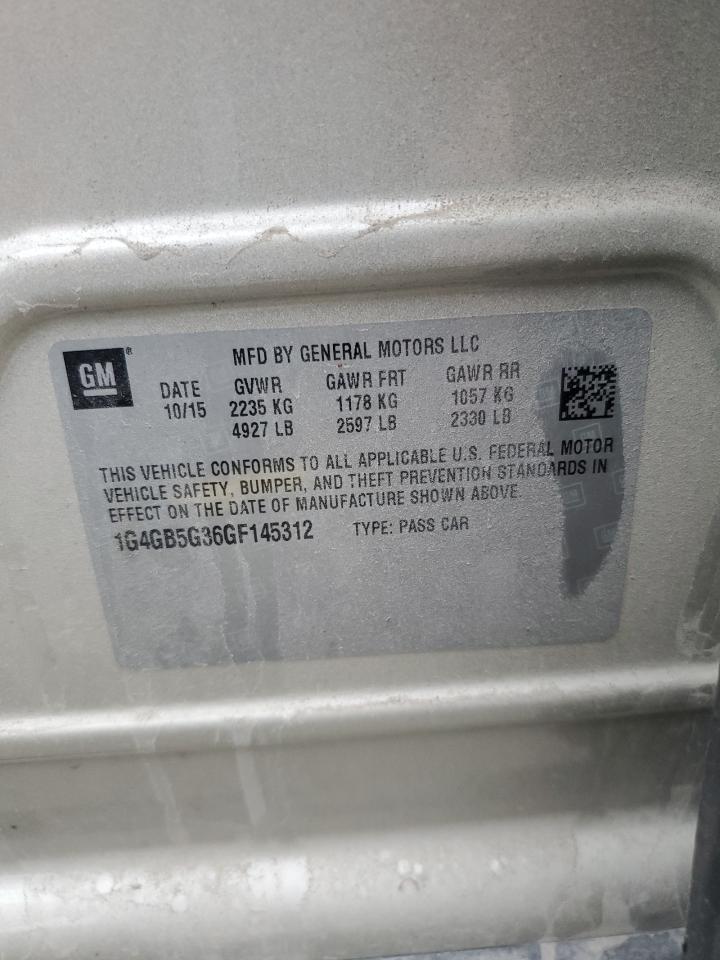 GM®
MFD BY GENERAL MOTORS LLC
DATE GVWR GAWR FRT GAWR RR
10/15 2235 KG 1178 KG 1057 KG
4927 LB 2597 LB 2330 LB
THIS VEHICLE CONFORMS TO ALL APPLICABLE U.S. FEDERAL MOTOR
VEHICLE SAFETY, BUMPER, AND THEFT PREVENTION STANDARDS IN
EFFECT ON THE DATE OF MANUFACTURE SHOWN ABOVE.
1G4GB5G36GF145312 TYPE: PASS CAR